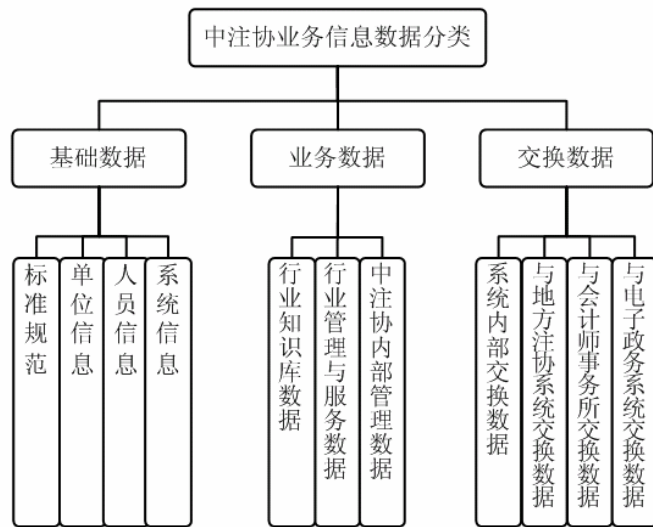 中注协业务信息数据分类
基础数据
业务数据
交换数据
标准规范
单位信息
人员信息
系统信息
行业知识库数据
行业管理与服务数据
中注协内部管理数据
系统内部交换数据
与地方注协系统交换数据
与会计师事务所交换数据
与电子政务系统交换数据